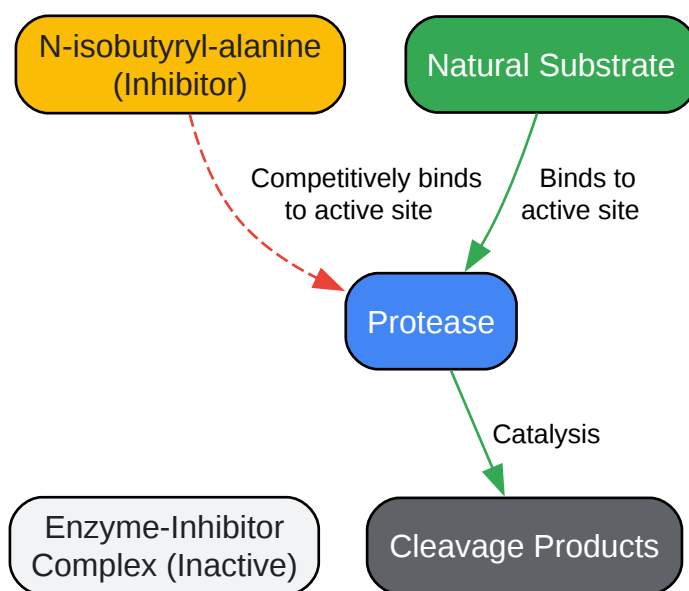 N-isobutyryl-alanine
(Inhibitor)
Natural Substrate
Competitively binds
to active site
Binds to
active site
Protease
Catalysis
Enzyme-Inhibitor
Complex (Inactive)
Cleavage Products